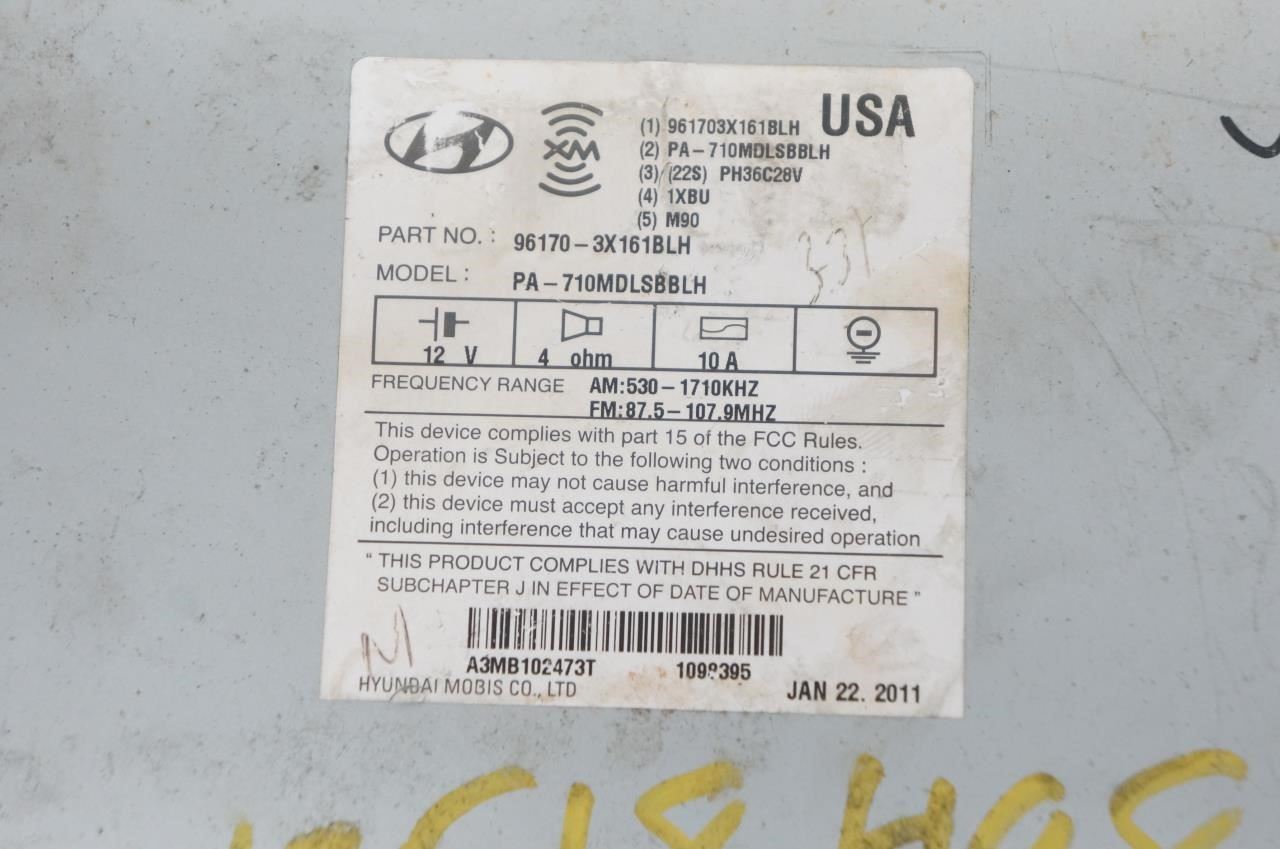 XM
USA
(1) 961703X161BLH
(2) PA-710MDLSBBLH
(3) (22S) PH36C28V
(4) 1XBU
(5) M90
PART NO. : 96170-3X161BLH
MODEL : PA-710MDLSBBLH
12 V 4 ohm 10 A
FREQUENCY RANGE AM:530-1710KHZ
FM:87.5-107.9MHZ
This device complies with part 15 of the FCC Rules.
Operation is Subject to the following two conditions :
(1) this device may not cause harmful interference, and
(2) this device must accept any interference received,
including interference that may cause undesired operation
" THIS PRODUCT COMPLIES WITH DHHS RULE 21 CFR
SUBCHAPTER J IN EFFECT OF DATE OF MANUFACTURE "
A3MB102473T
HYUNDAI MOBIS CO., LTD
JAN 22. 2011